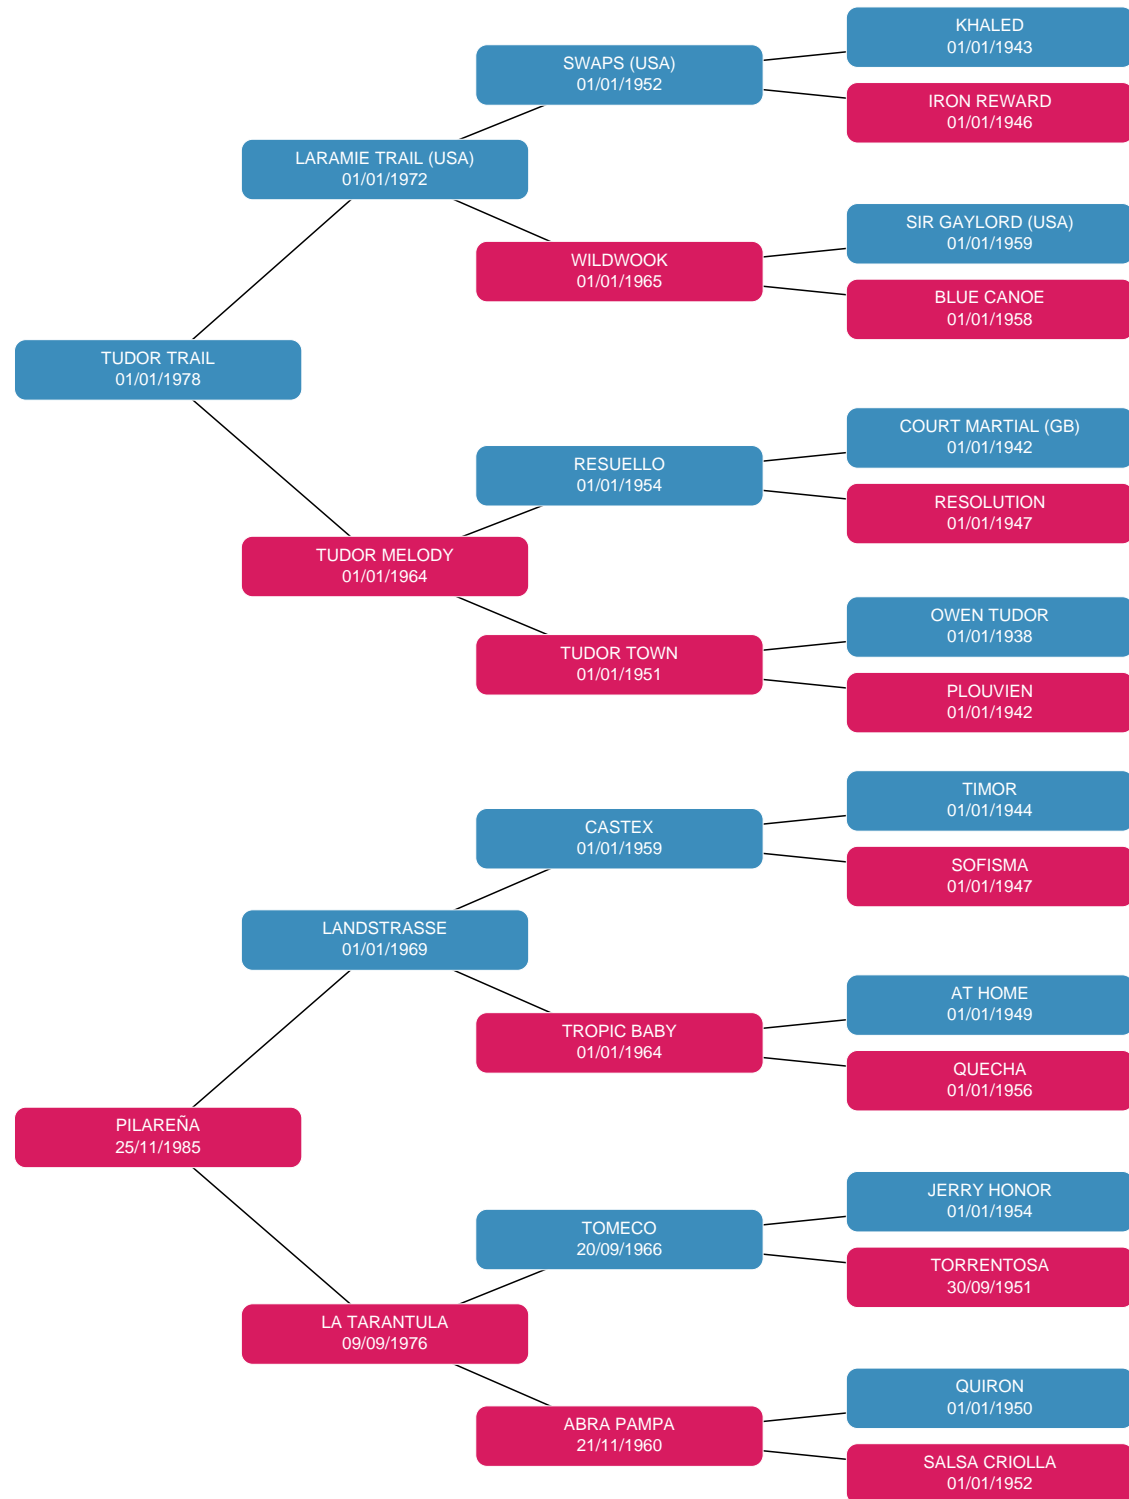 KHALED
01/01/1943
SWAPS (USA)
01/01/1952
IRON REWARD
01/01/1946
LARAMIE TRAIL (USA)
01/01/1972
SIR GAYLORD (USA)
01/01/1959
WILDWOOK
01/01/1965
BLUE CANOE
01/01/1958
TUDOR TRAIL
01/01/1978
COURT MARTIAL (GB)
01/01/1942
RESUELLO
01/01/1954
RESOLUTION
01/01/1947
TUDOR MELODY
01/01/1964
OWEN TUDOR
01/01/1938
TUDOR TOWN
01/01/1951
PLOUVIEN
01/01/1942
TIMOR
01/01/1944
CASTEX
01/01/1959
SOFISMA
01/01/1947
LANDSTRASSE
01/01/1969
AT HOME
01/01/1949
TROPIC BABY
01/01/1964
QUECHA
01/01/1956
PILAREÑA
25/11/1985
JERRY HONOR
01/01/1954
TOMECO
20/09/1966
TORRENTOSA
30/09/1951
LA TARANTULA
09/09/1976
QUIRON
01/01/1950
ABRA PAMPA
21/11/1960
SALSA CRIOLLA
01/01/1952